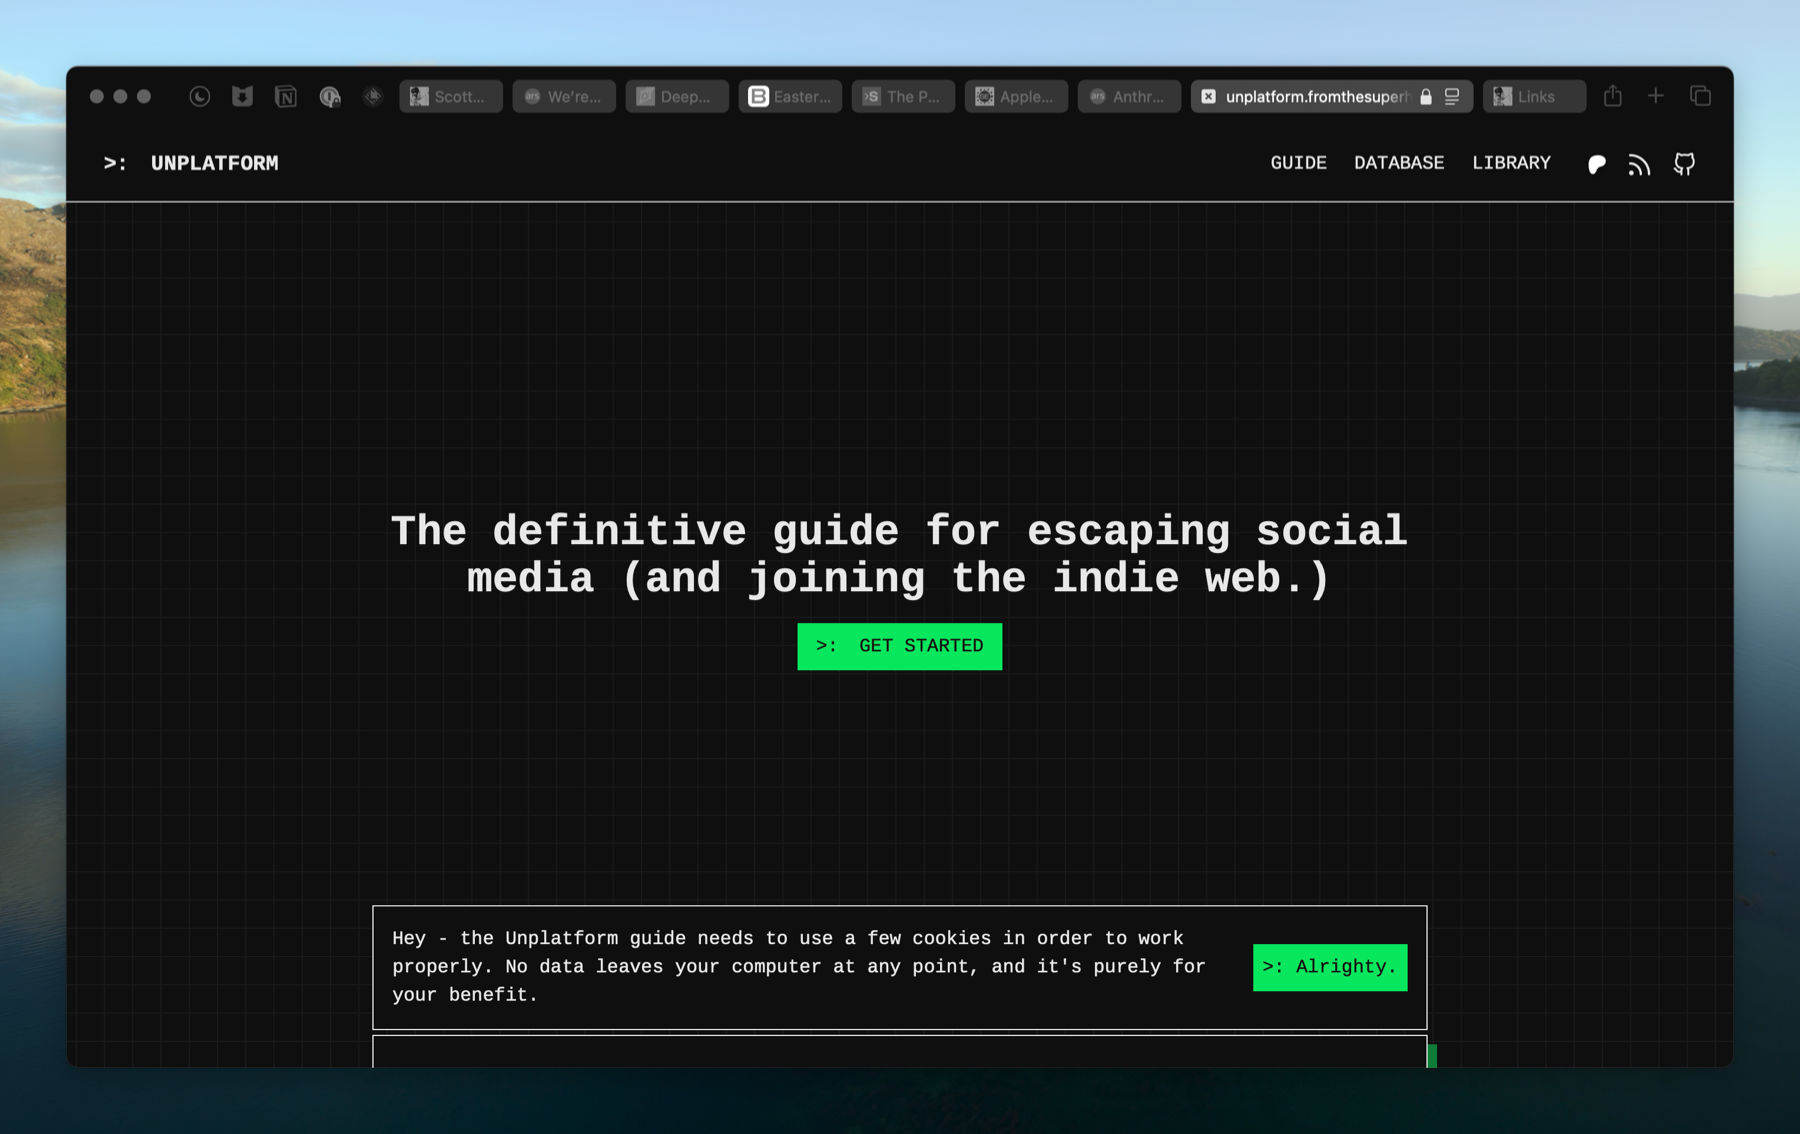 Scott...
We're...
Deep...
Easter...
The P...
Apple...
Anthr...
unplatform.fromthesuperh
Links
>: UNPLATFORM
GUIDE
DATABASE
LIBRARY
The definitive guide for escaping social
media (and joining the indie web.)
>: GET STARTED
Hey - the Unplatform guide needs to use a few cookies in order to work
properly. No data leaves your computer at any point, and it's purely for
your benefit.
>: Alrighty.